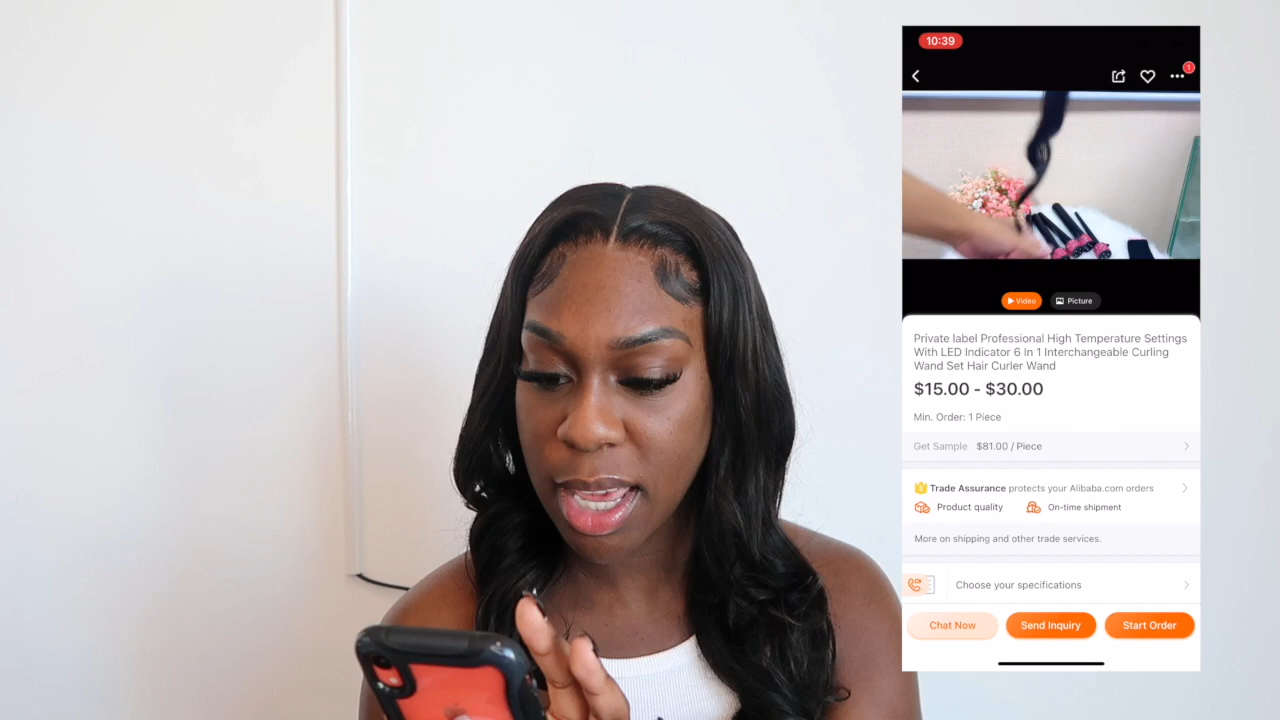 10:39
1
Video
Picture
Private label Professional High Temperature Settings
With LED Indicator 6 In 1 Interchangeable Curling
Wand Set Hair Curler Wand
$15.00 - $30.00
Min. Order: 1 Piece
Get Sample $81.00 / Piece
Trade Assurance protects your Alibaba.com orders
Product quality On-time shipment
More on shipping and other trade services.
Choose your specifications
Chat Now Send Inquiry Start Order